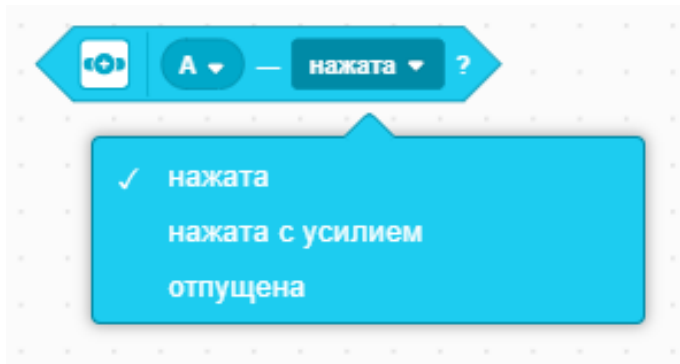 A — нажата ?
✓ нажата
нажата с усилием
отпущена